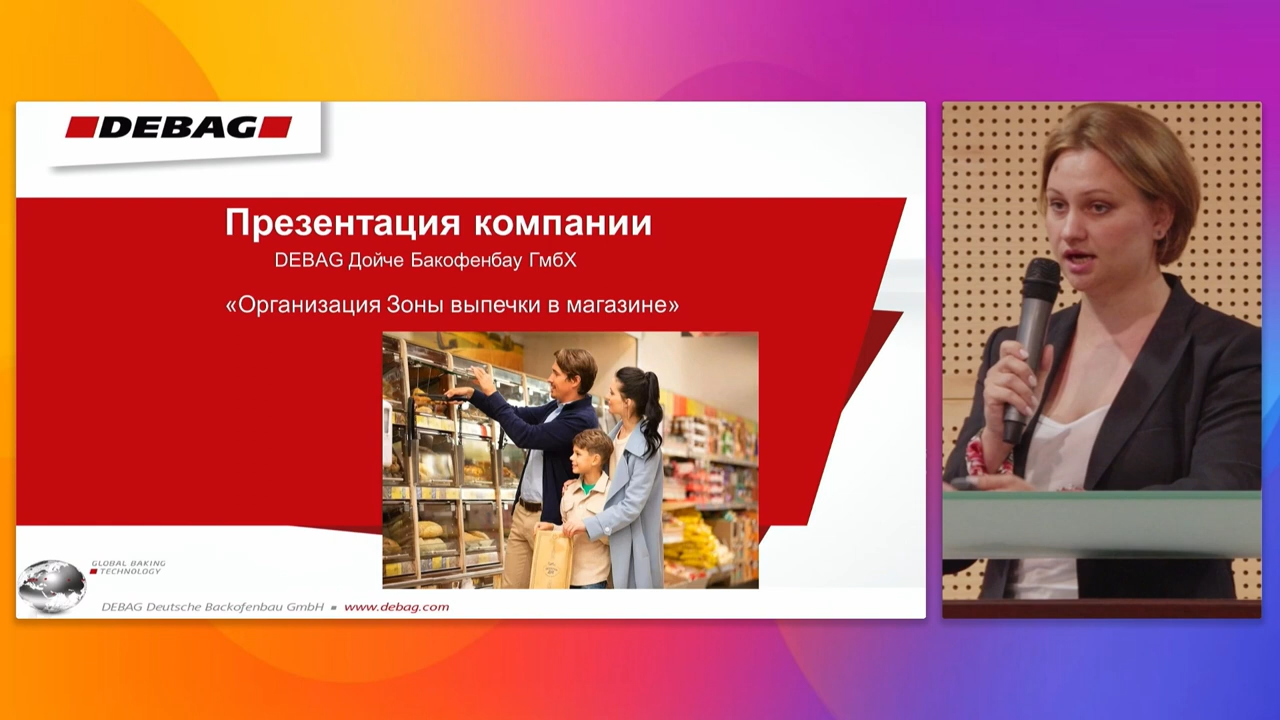 DEBAG
Презентация компании
DEBAG Дойче Бакофенбау ГмбХ
«Организация Зоны выпечки в магазине»
GLOBAL BAKING
TECHNOLOGY
DEBAG Deutsche Backofenbau GmbH ▪ www.debag.com